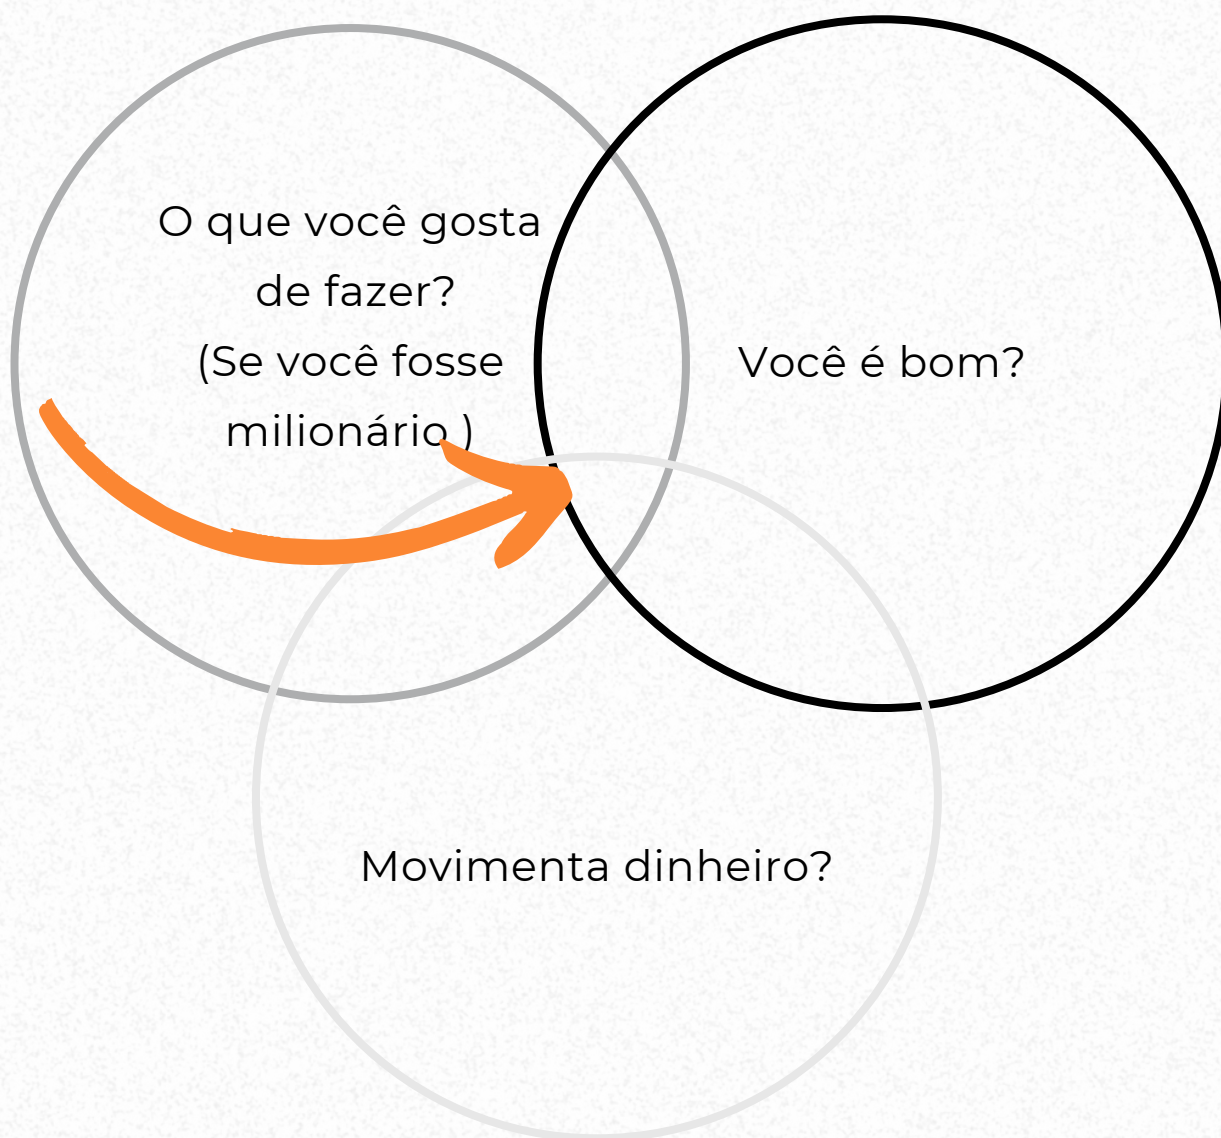 O que você gosta
de fazer?
(Se você fosse
milionário )
Você é bom?
Movimenta dinheiro?